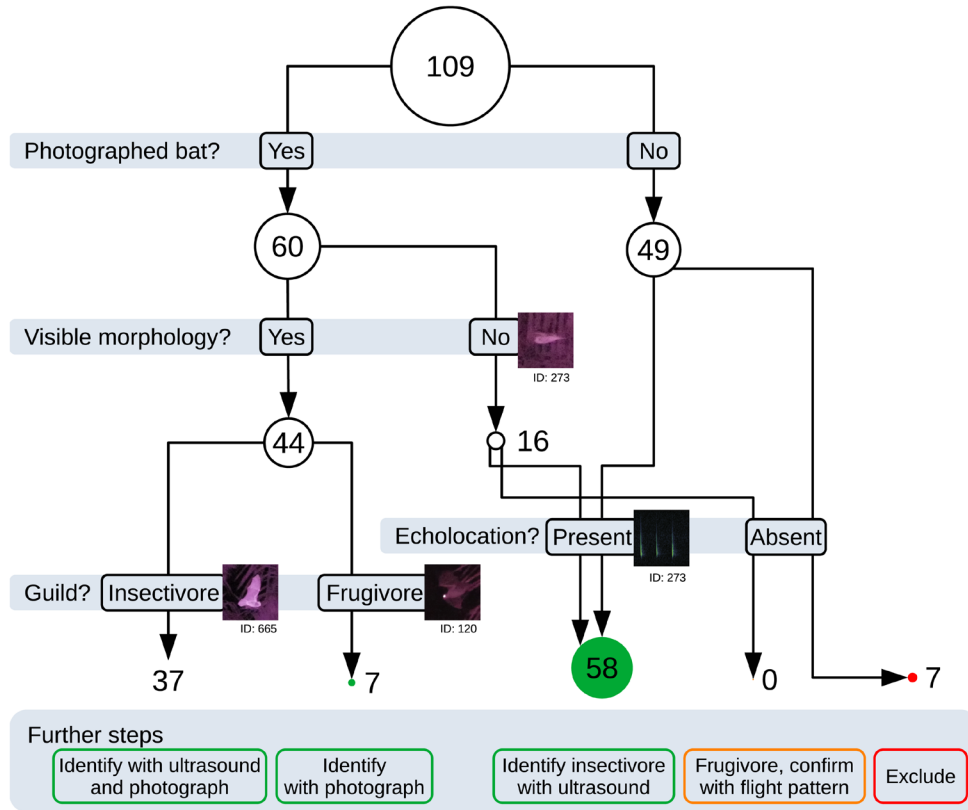 109
Photographed bat? Yes No
60 49
Visible morphology? Yes No
ID: 273
44 16
Echolocation? Present Absent
ID: 273
Guild? Insectivore Frugivore
ID: 665 ID: 120
37 7 58 0 7
Further steps
Identify with ultrasound
and photograph
Identify
with photograph
Identify insectivore
with ultrasound
Frugivore, confirm
with flight pattern
Exclude